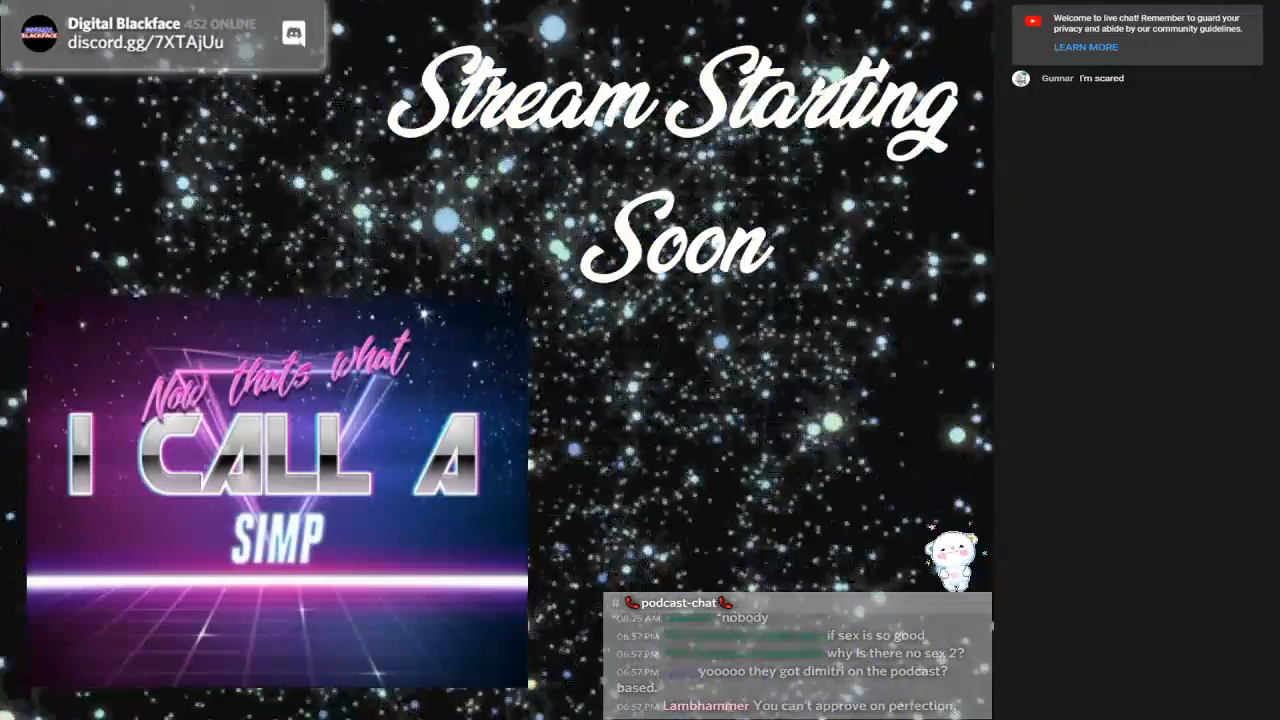 Digital Blackface 452 ONLINE
discord.gg/7XTAjUu
Stream Starting
Soon
Now that's what
I CALL A
SIMP
Welcome to live chat! Remember to guard your
privacy and abide by our community guidelines.
LEARN MORE
Gunnar I'm scared
# podcast-chat
08:25 AM *nobody
06:57 PM if sex is so good
06:57 PM why is there no sex 2?
06:57 PM yooooo they got dimitri on the podcast?
based.
06:57 PM Lambhammer You can't approve on perfection.